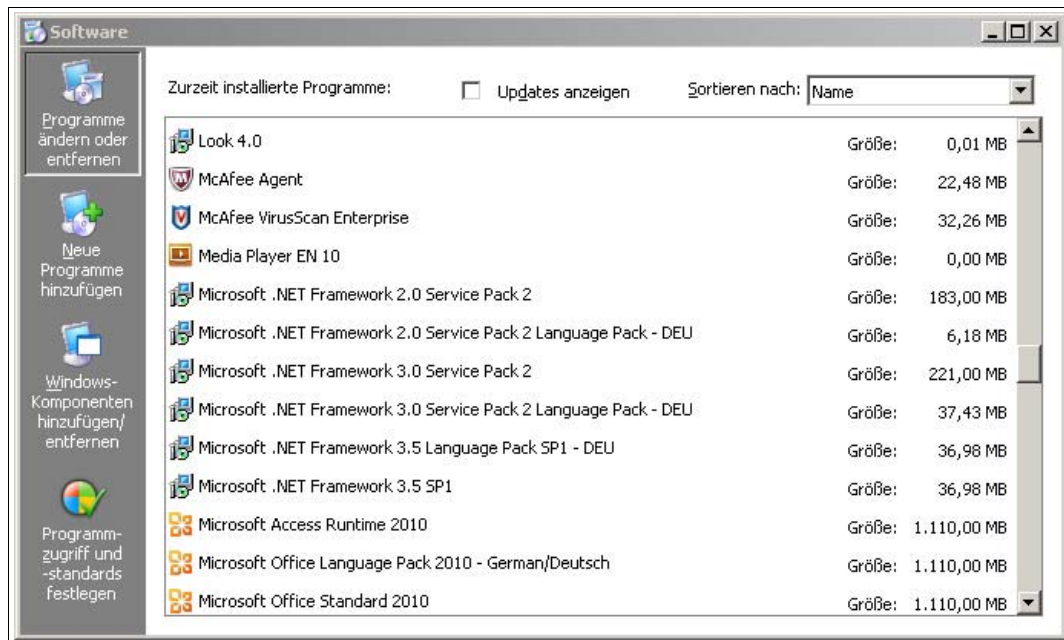 Software
Programme
ändern oder
entfernen
Neue
Programme
hinzufügen
Windows-
Komponenten
hinzufügen/
entfernen
Programm-
zugriff und
-standards
festlegen
Zurzeit installierte Programme: Updates anzeigen Sortieren nach: Name
Look 4.0 Größe: 0,01 MB
McAfee Agent Größe: 22,48 MB
McAfee VirusScan Enterprise Größe: 32,26 MB
Media Player EN 10 Größe: 0,00 MB
Microsoft .NET Framework 2.0 Service Pack 2 Größe: 183,00 MB
Microsoft .NET Framework 2.0 Service Pack 2 Language Pack - DEU Größe: 6,18 MB
Microsoft .NET Framework 3.0 Service Pack 2 Größe: 221,00 MB
Microsoft .NET Framework 3.0 Service Pack 2 Language Pack - DEU Größe: 37,43 MB
Microsoft .NET Framework 3.5 Language Pack SP1 - DEU Größe: 36,98 MB
Microsoft .NET Framework 3.5 SP1 Größe: 36,98 MB
Microsoft Access Runtime 2010 Größe: 1.110,00 MB
Microsoft Office Language Pack 2010 - German/Deutsch Größe: 1.110,00 MB
Microsoft Office Standard 2010 Größe: 1.110,00 MB